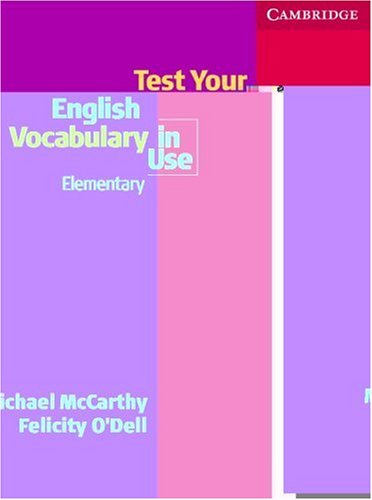 CAMBRIDGE
Test Your
English
Vocabulary in
Use
Elementary
ichael McCarthy
Felicity O'Dell